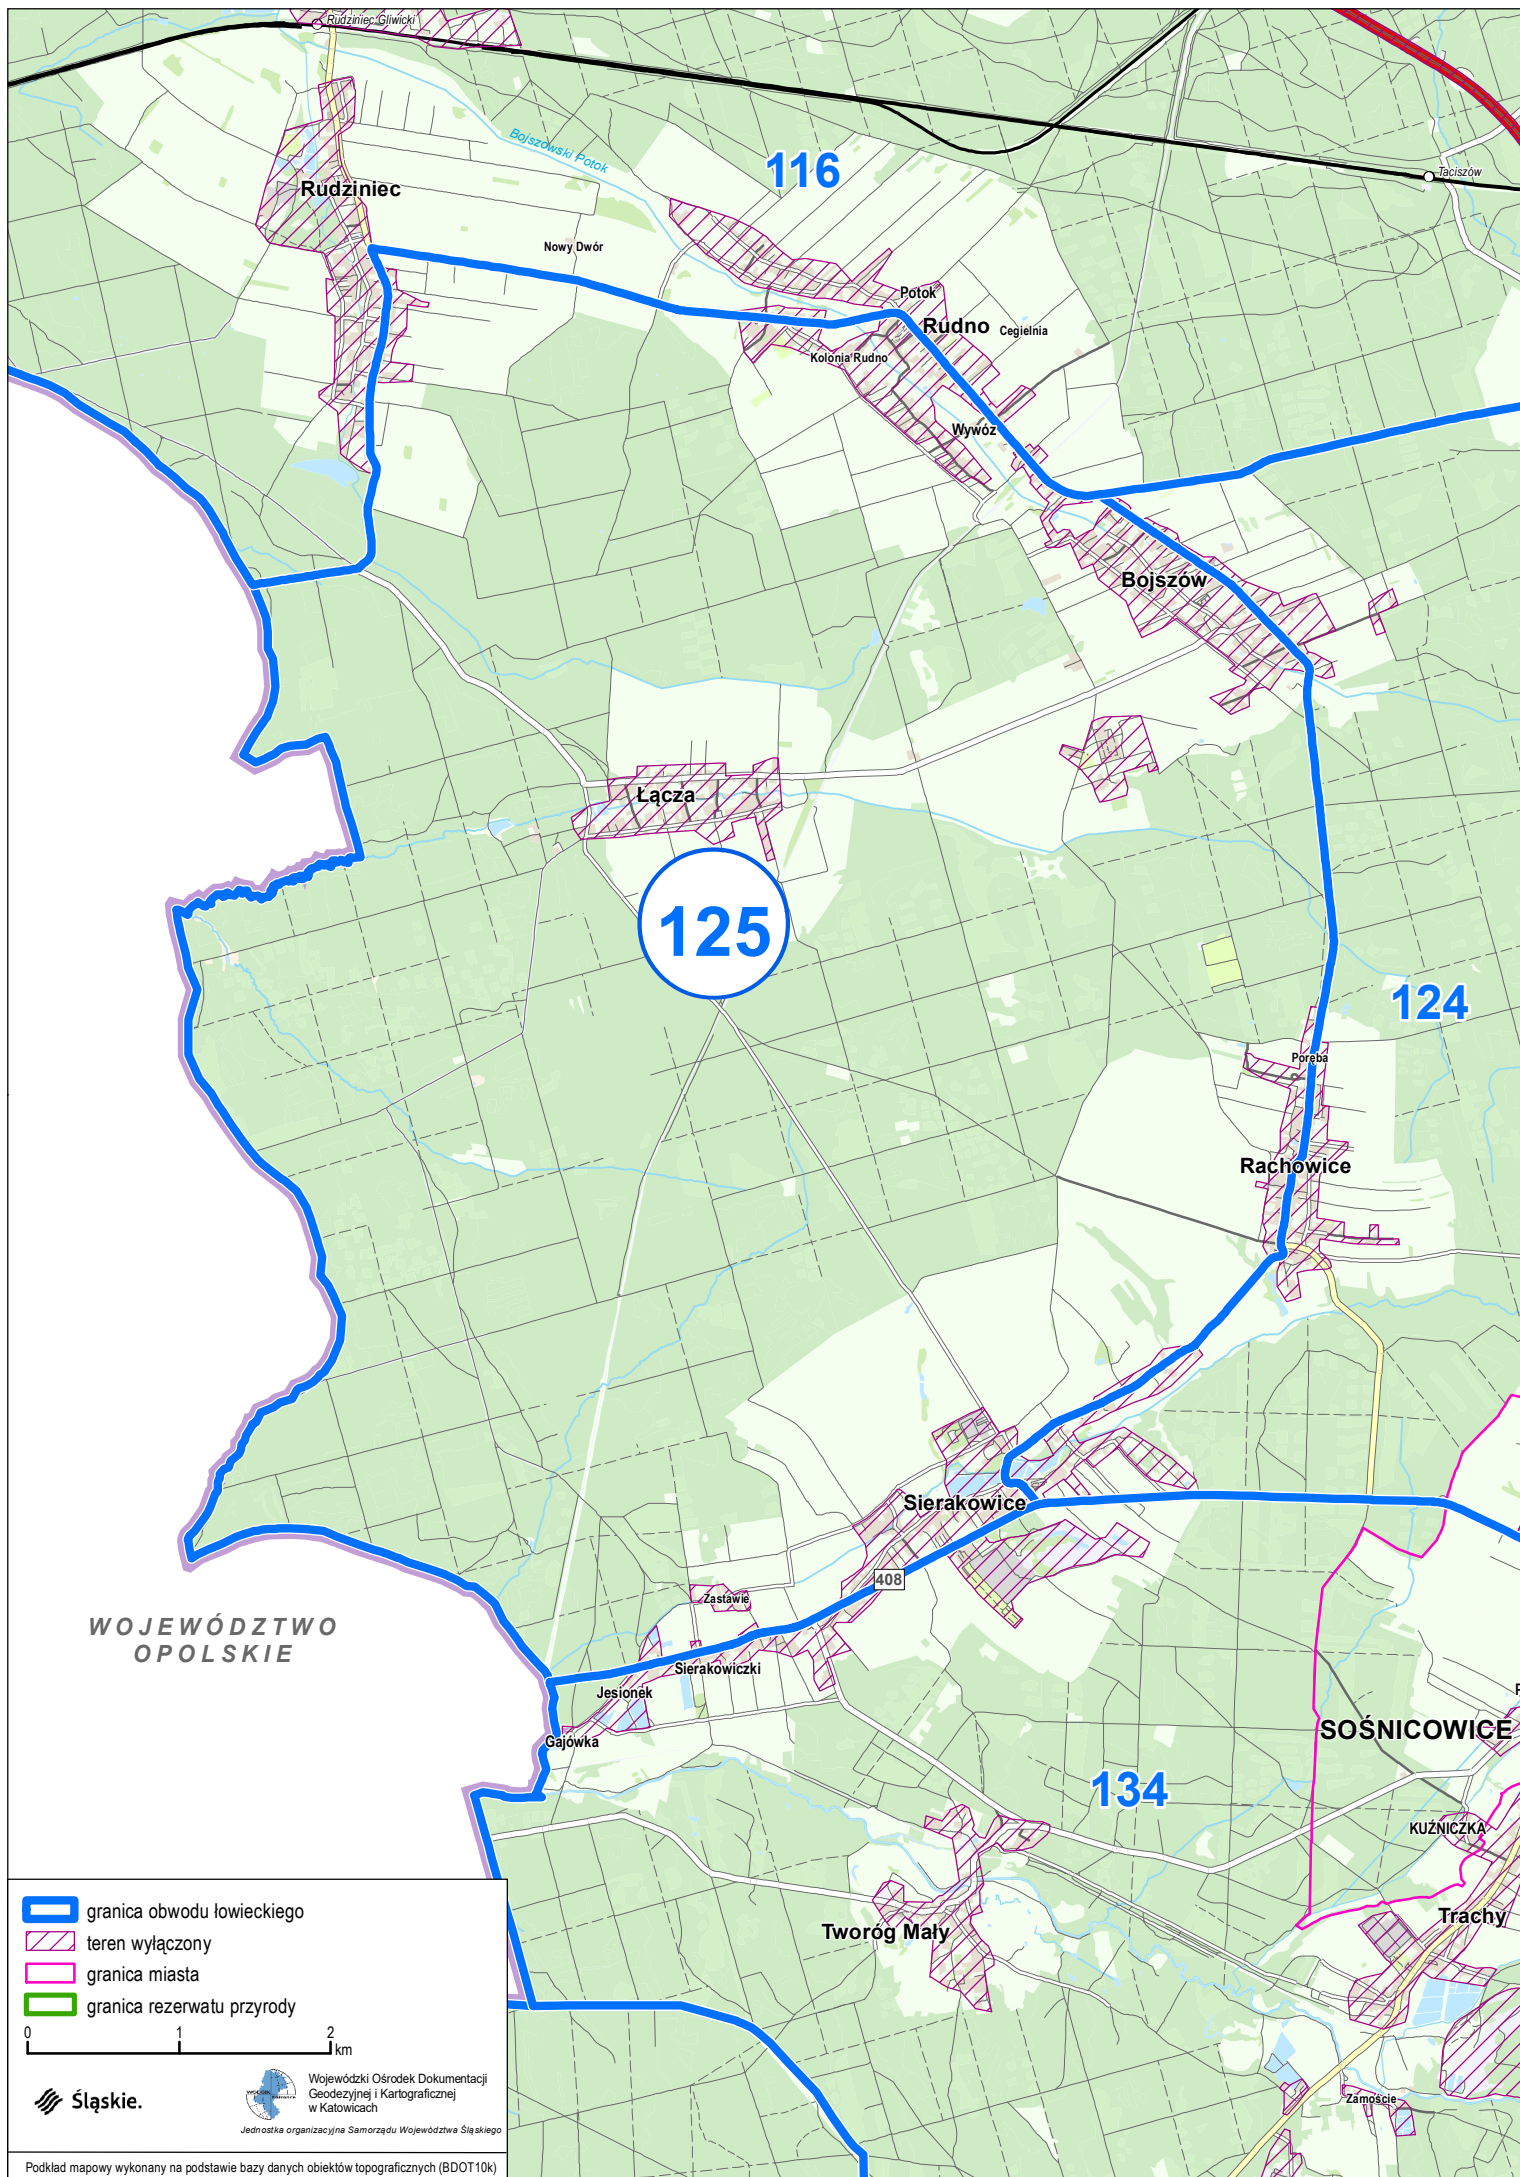 Rudziniec Gliwicki
Bojszowski Potok
116
Taciszów
Rudziniec
Nowy Dwór
Potok
Rudno
Cegielnia
Kolonia Rudno
Wywóz
Bojszów
Łącza
125
124
Poręba
Rachowice
Sierakowice
408
Zastawie
WOJEWÓDZTWO
OPOLSKIE
Sierakowiczki
Jesionek
Gajówka
SOŚNICOWICE
134
KUŹNICZKA
Trachy
Tworóg Mały
Zamoście
granica obwodu łowieckiego
teren wyłączony
granica miasta
granica rezerwatu przyrody
0 1 2
km
Śląskie.
Wojewódzki Ośrodek Dokumentacji
Geodezyjnej i Kartograficznej
w Katowicach
Jednostka organizacyjna Samorządu Województwa Śląskiego
Podkład mapowy wykonany na podstawie bazy danych obiektów topograficznych (BDOT10k)